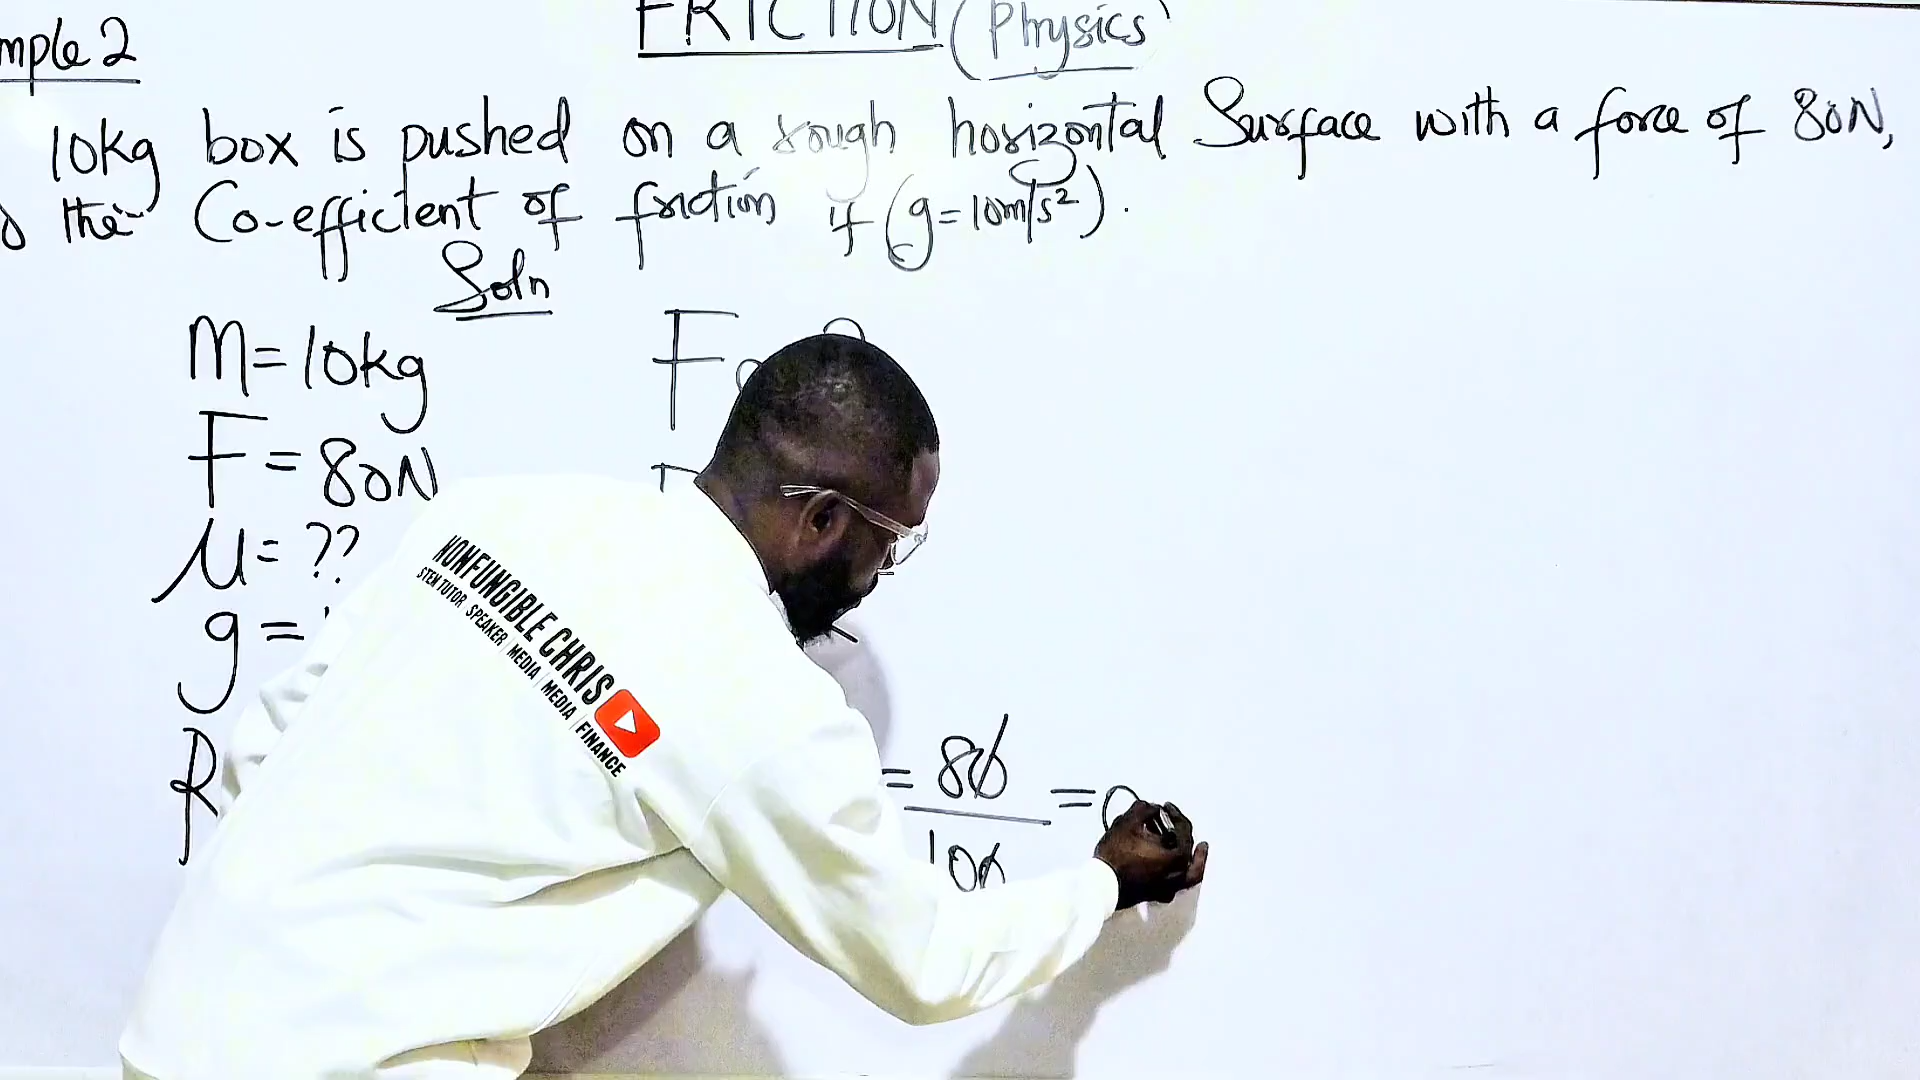 FRICTION (Physics)
mple 2
10kg box is pushed on a rough horizontal Surface with a force of 80N,
the Co-efficient of friction if (g=10m/s²).
Soln
M=10kg
F=80N
μ=??
g=
R
F
= 80 =
100
NONFUNGIBLE CHRIS
STEM TUTOR SPEAKER | MEDIA | MEDIA | FINANCE